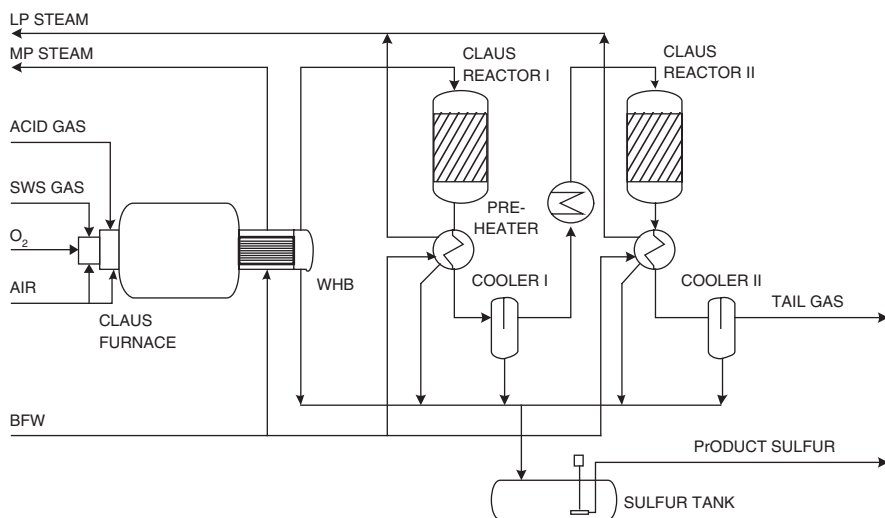 LP STEAM
MP STEAM
CLAUS
REACTOR I
CLAUS
REACTOR II
ACID GAS
SWS GAS
O2
AIR
CLAUS
FURNACE
WHB
PRE-
HEATER
COOLER I
COOLER II
TAIL GAS
BFW
PrODUCT SULFUR
SULFUR TANK